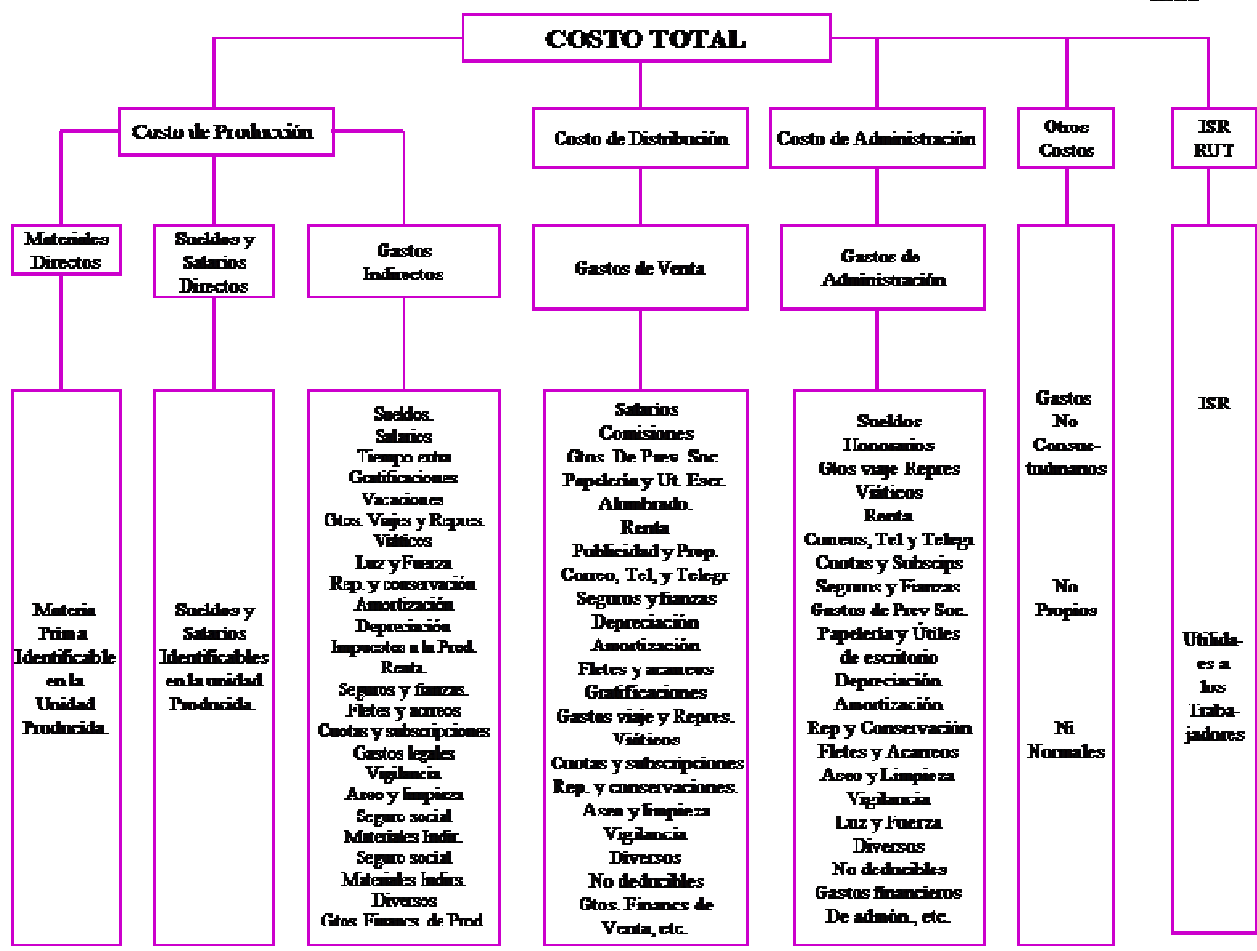 COSTO TOTAL
Costo de Producción
Costo de Distribución
Costo de Administración
Otros
Costos
ISR
RUT
Materiales
Directos
Sueldos y
Salarios
Directos
Gastos
Indirectos
Gastos de Venta
Gastos de
Administración
Materia
Prima
Identificable
en la
Unidad
Producida.
Sueldos y
Salarios
Identificables
en la unidad
Producida.
Sueldos.
Salarios
Tiempo extra
Gratificaciones
Vacaciones
Gtos. Viajes y Repres.
Viáticos
Luz y Fuerza
Rep. y conservación
Amortización
Depreciación
Impuestos a la Prod.
Renta.
Seguros y fianzas.
Fletes y acarreos
Cuotas y subscripciones
Gastos legales
Vigilancia
Aseo y limpieza
Seguro social
Materiales Indir.
Seguro social
Materiales Indirs.
Diversos
Gtos. Financs. de Prod.
Salarios
Comisiones
Gtos. De Prev. Soc.
Papelería y Ut. Escr.
Alumbrado.
Renta
Publicidad y Prop.
Correo, Tel, y Telegr
Seguros y fianzas
Depreciación
Amortización
Fletes y acarreos
Gratificaciones
Gastos viaje y Repres.
Viáticos
Cuotas y subscripciones
Rep. y conservaciones.
Aseo y limpieza
Vigilancia
Diversos
No deducibles
Gtos. Financs de
Venta, etc.
Sueldos
Honorarios
Gtos viaje Repres
Viáticos
Renta
Correos, Tel y Telegr
Cuotas y Subscips
Seguros y Fianzas
Gastos de Prev Soc.
Papelería y Útiles
de escritorio
Depreciación
Amortización
Rep y Conservación
Fletes y Acarreos
Aseo y Limpieza
Vigilancia
Luz y Fuerza
Diversos
No deducibles
Gastos financieros
De admón., etc.
Gastos
No
Consue-
tudinarios
No
Propios
Ni
Normales
ISR
Utilida-
es a
los
Traba-
jadores